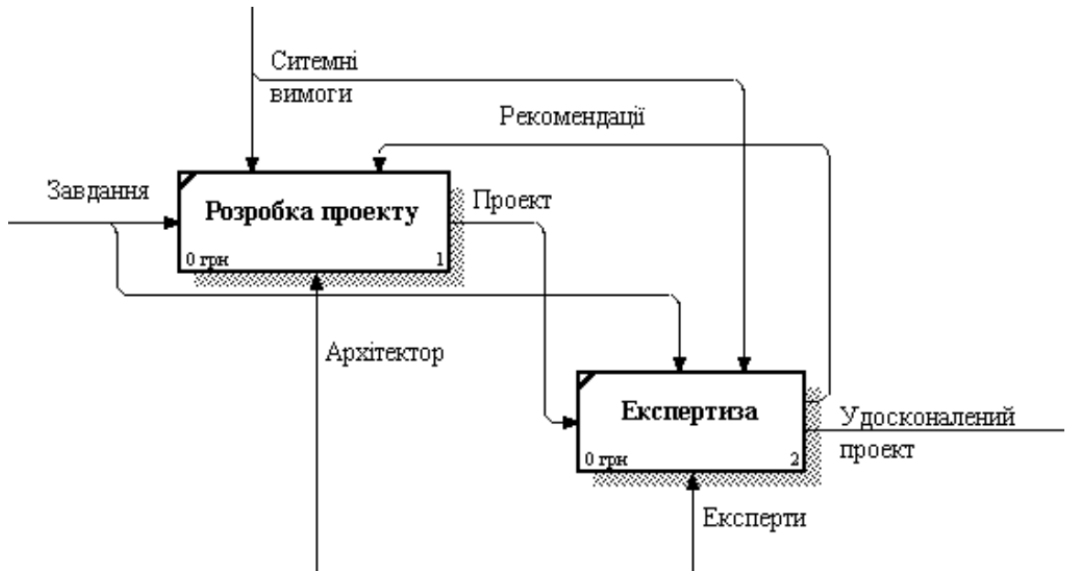 Ситемні
вимоги
Рекомендації
Завдання
Розробка проекту
0 грн
1
Проект
Архітектор
Експертиза
0 грн
2
Удосконалений
проект
Експерти